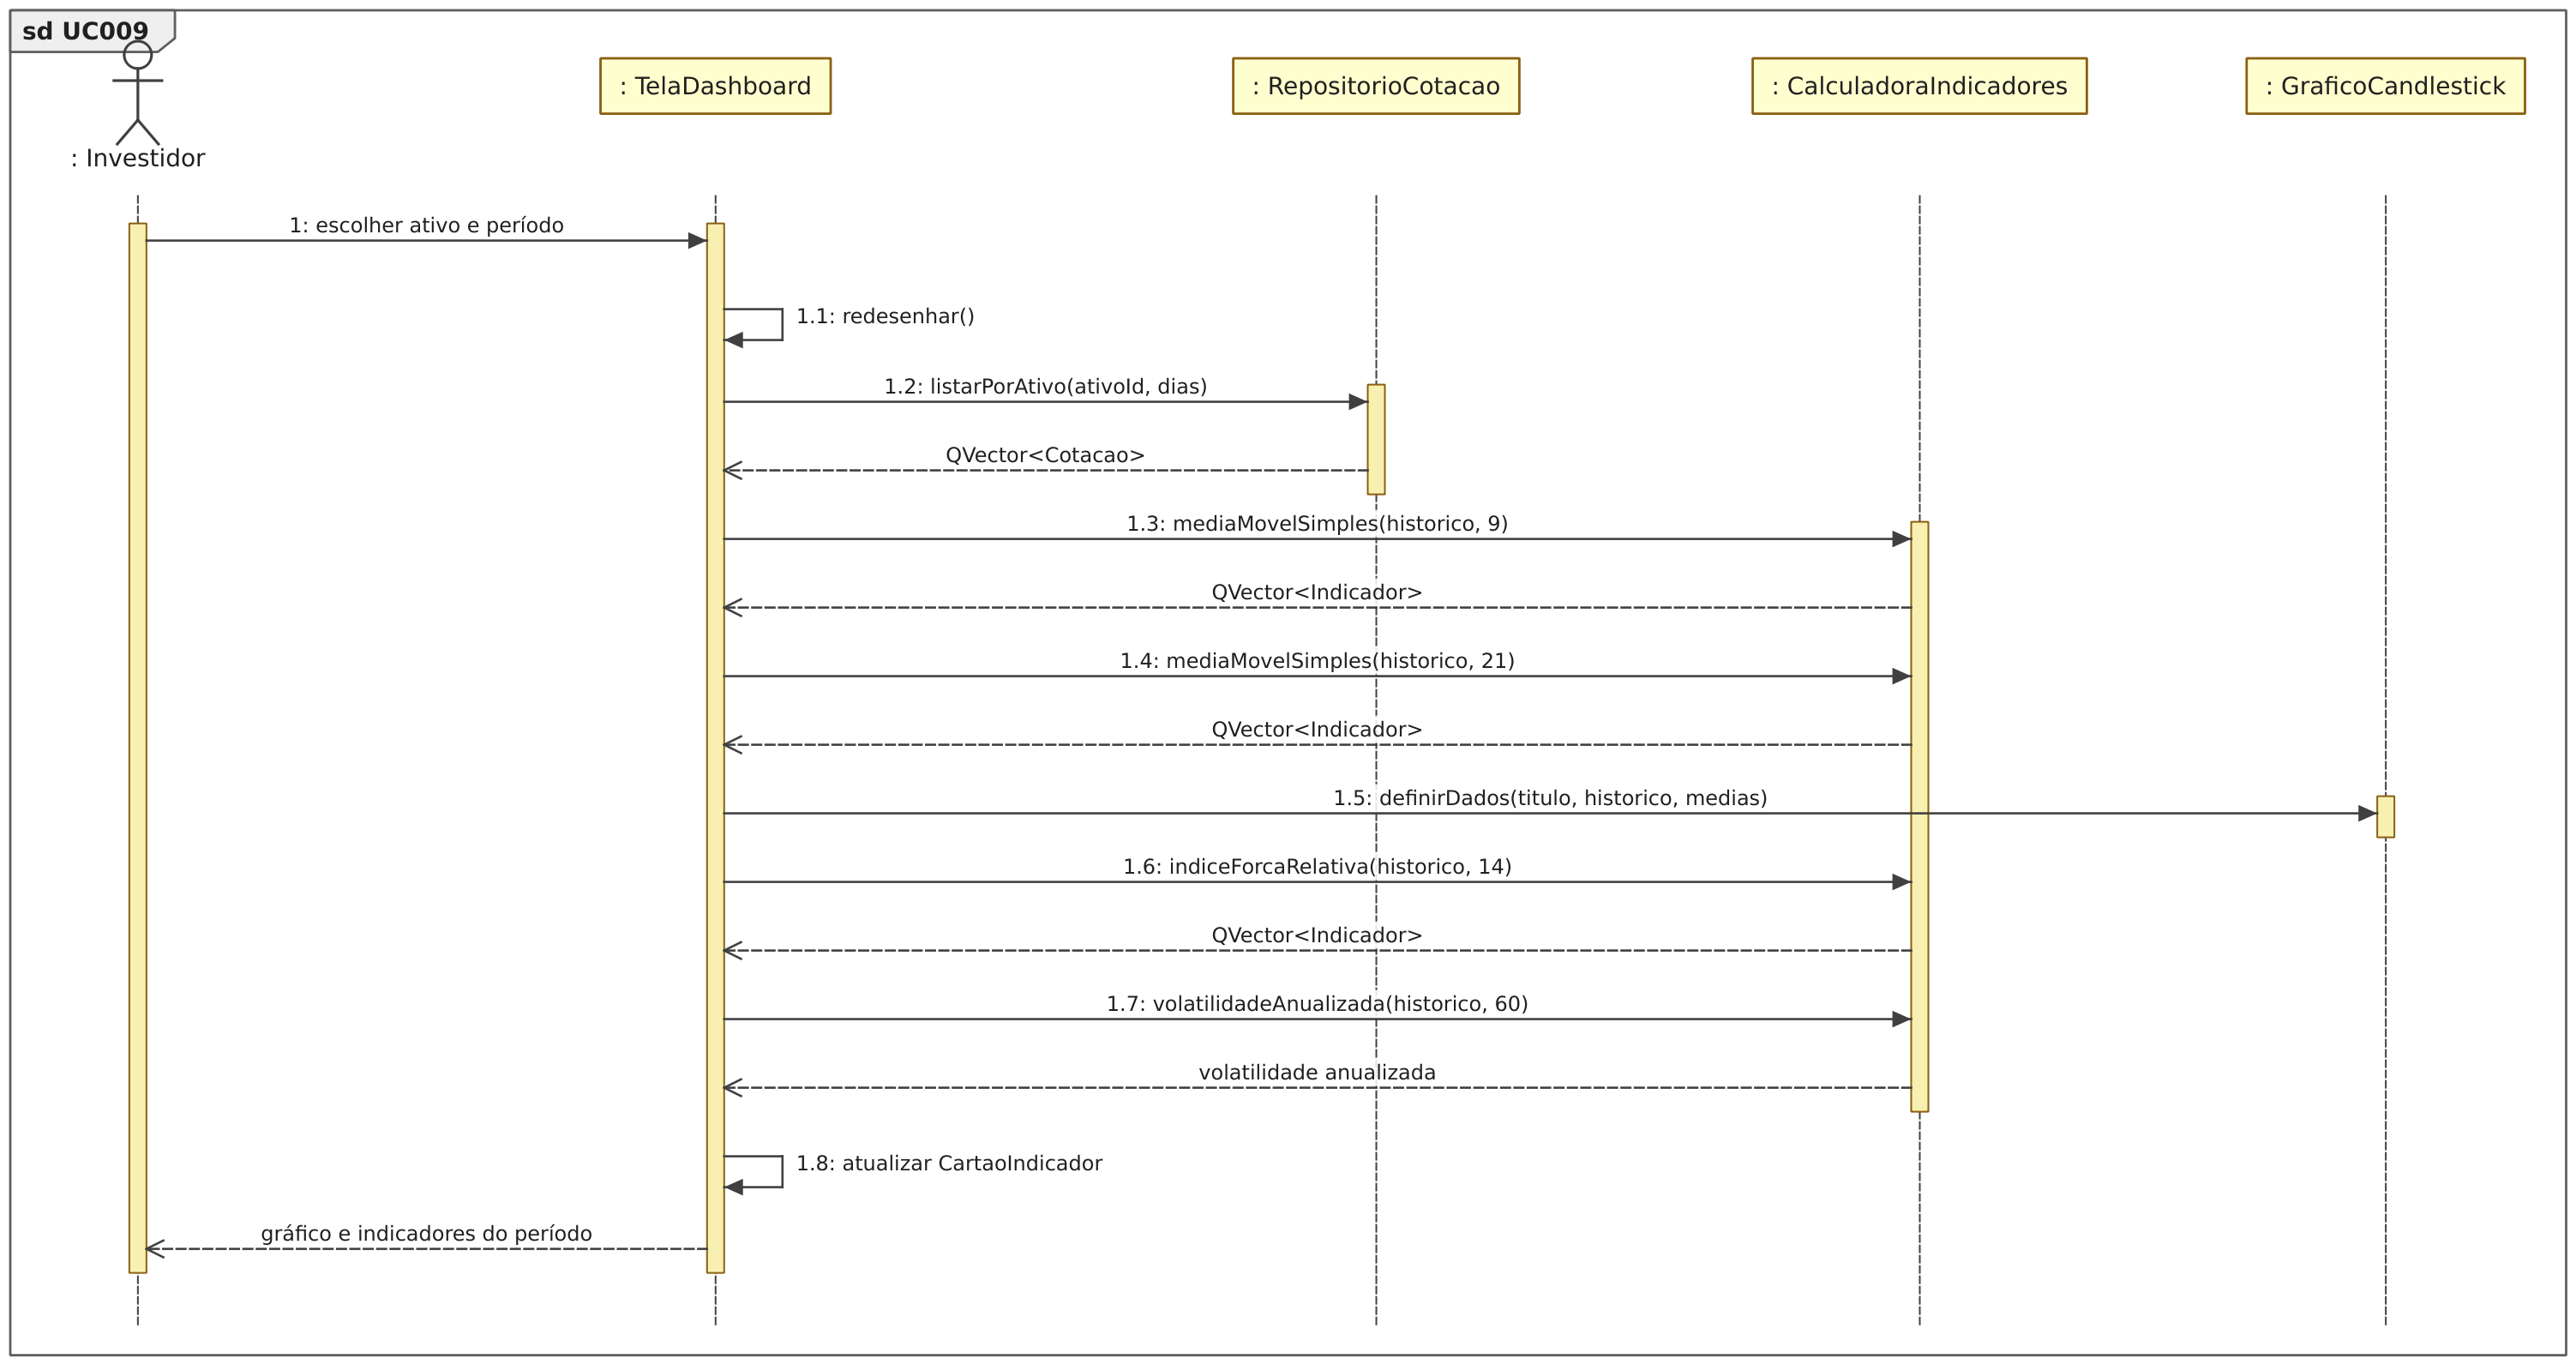 sd UC009
: Investidor
: TelaDashboard
: RepositorioCotacao
: CalculadoraIndicadores
: GraficoCandlestick
1: escolher ativo e período
1.1: redesenhar()
1.2: listarPorAtivo(ativoId, dias)
QVector<Cotacao>
1.3: mediaMovelSimples(historico, 9)
QVector<Indicador>
1.4: mediaMovelSimples(historico, 21)
QVector<Indicador>
1.5: definirDados(titulo, historico, medias)
1.6: indiceForcaRelativa(historico, 14)
QVector<Indicador>
1.7: volatilidadeAnualizada(historico, 60)
volatilidade anualizada
1.8: atualizar CartaoIndicador
gráfico e indicadores do período